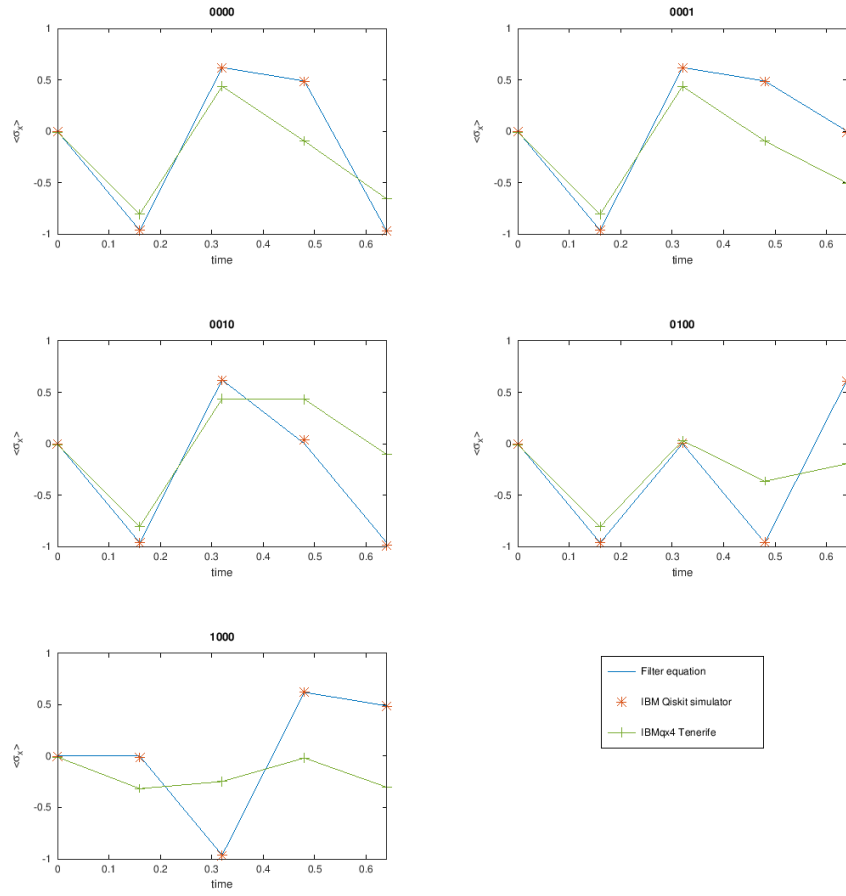 0000
1
0.5
0
-0.5
-1
<σx>
0 0.1 0.2 0.3 0.4 0.5 0.6
time
0001
1
0.5
0
-0.5
-1
<σx>
0 0.1 0.2 0.3 0.4 0.5 0.6
time
0010
1
0.5
0
-0.5
-1
<σx>
0 0.1 0.2 0.3 0.4 0.5 0.6
time
0100
1
0.5
0
-0.5
-1
<σx>
0 0.1 0.2 0.3 0.4 0.5 0.6
time
1000
1
0.5
0
-0.5
-1
<σx>
0 0.1 0.2 0.3 0.4 0.5 0.6
time
Filter equation
IBM Qiskit simulator
IBMqx4 Tenerife